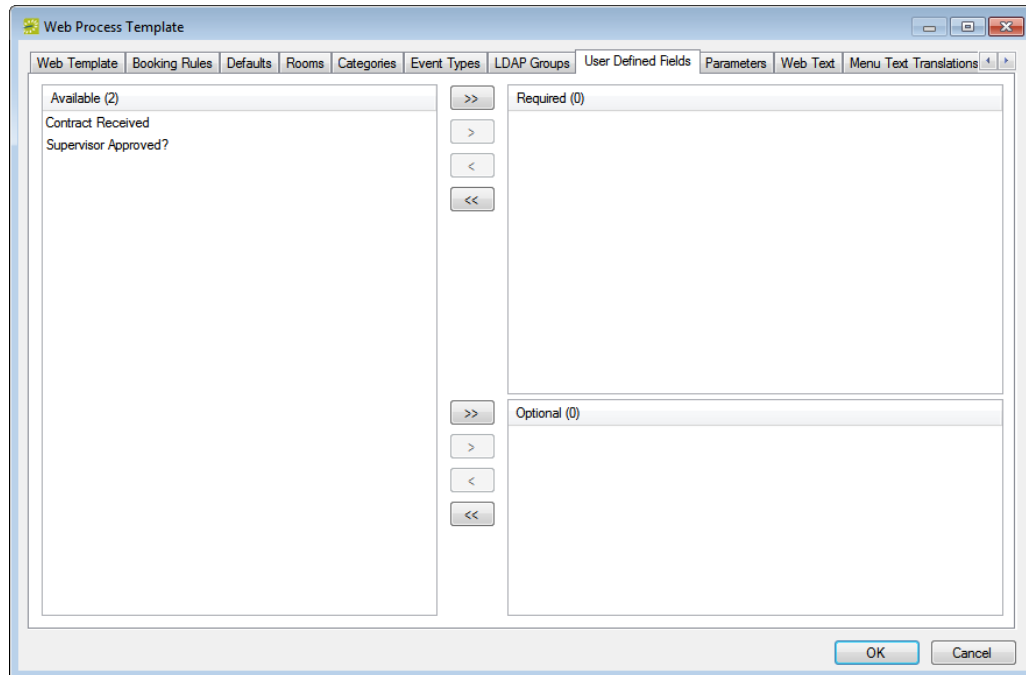 Web Process Template
Web Template Booking Rules Defaults Rooms Categories Event Types LDAP Groups User Defined Fields Parameters Web Text Menu Text Translations
Available (2)
Contract Received
Supervisor Approved?
>>
>
<
<<
Required (0)
>>
>
<
<<
Optional (0)
OK Cancel